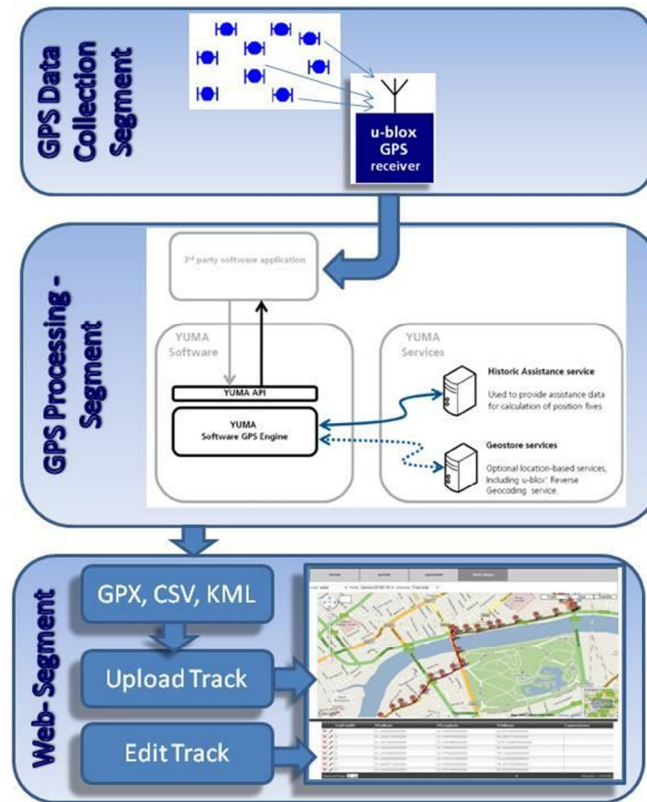 GPS Data
Collection
Segment
u-blox
GPS
receiver
GPS Processing -
Segment
3rd party software application
YUMA
Software
YUMA
Services
YUMA API
YUMA
Software GPS Engine
Historic Assistance service
Used to provide assistance data
for calculation of position fixes
Geostore services
Optional location-based services,
Including u-blox' Reverse
Geocoding service.
Web- Segment
GPX, CSV, KML
Upload Track
Edit Track